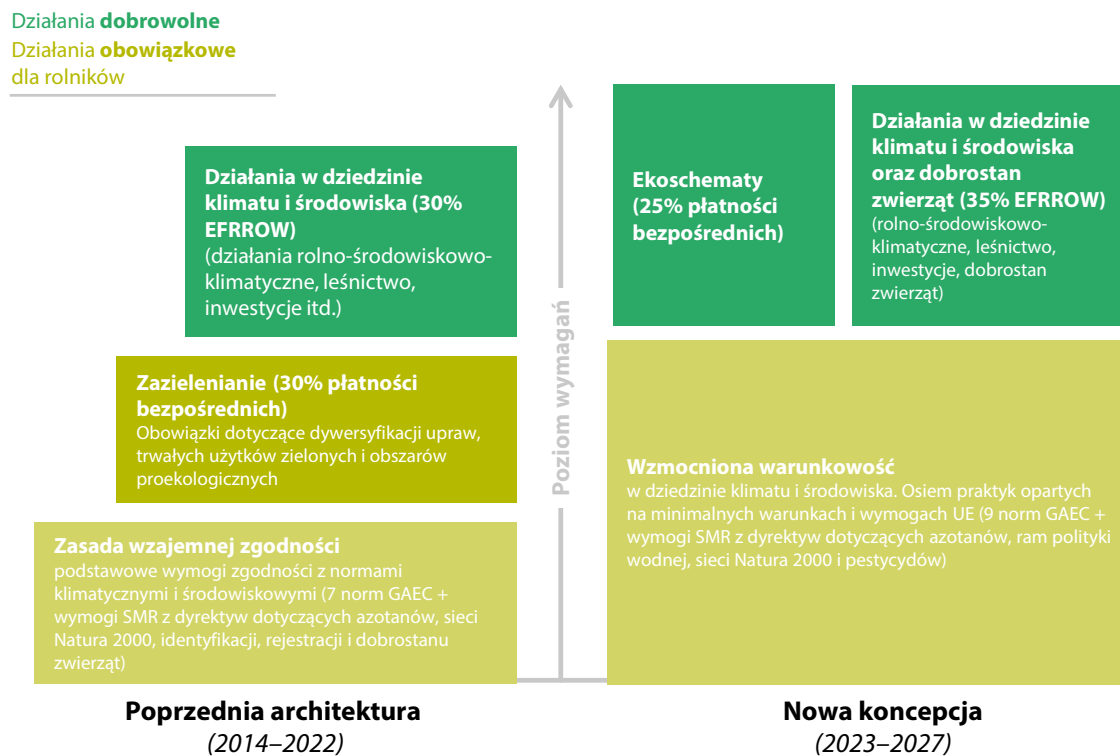 Działania dobrowolne
Działania obowiązkowe
dla rolników
Działania w dziedzinie
klimatu i środowiska (30%
EFRROW)
(działania rolno-środowiskowo-
klimatyczne, leśnictwo,
inwestycje itd.)
Zazielenianie (30% płatności
bezpośrednich)
Obowiązki dotyczące dywersyfikacji upraw,
trwałych użytków zielonych i obszarów
proekologicznych
Zasada wzajemnej zgodności
podstawowe wymogi zgodności z normami
klimatycznymi i środowiskowymi (7 norm GAEC +
wymogi SMR z dyrektyw dotyczących azotanów, sieci
Natura 2000, identyfikacji, rejestracji i dobrostanu
zwierząt)
Poprzednia architektura
(2014–2022)
Poziom wymagań
Ekoschematy
(25% płatności
bezpośrednich)
Działania w dziedzinie
klimatu i środowiska
oraz dobrostan
zwierząt (35% EFRROW)
(rolno-środowiskowo-
klimatyczne, leśnictwo,
inwestycje, dobrostan
zwierząt)
Wzmocniona warunkowość
w dziedzinie klimatu i środowiska. Osiem praktyk opartych
na minimalnych warunkach i wymogach UE (9 norm GAEC +
wymogi SMR z dyrektyw dotyczących azotanów, ram polityki
wodnej, sieci Natura 2000 i pestycydów)
Nowa koncepcja
(2023–2027)